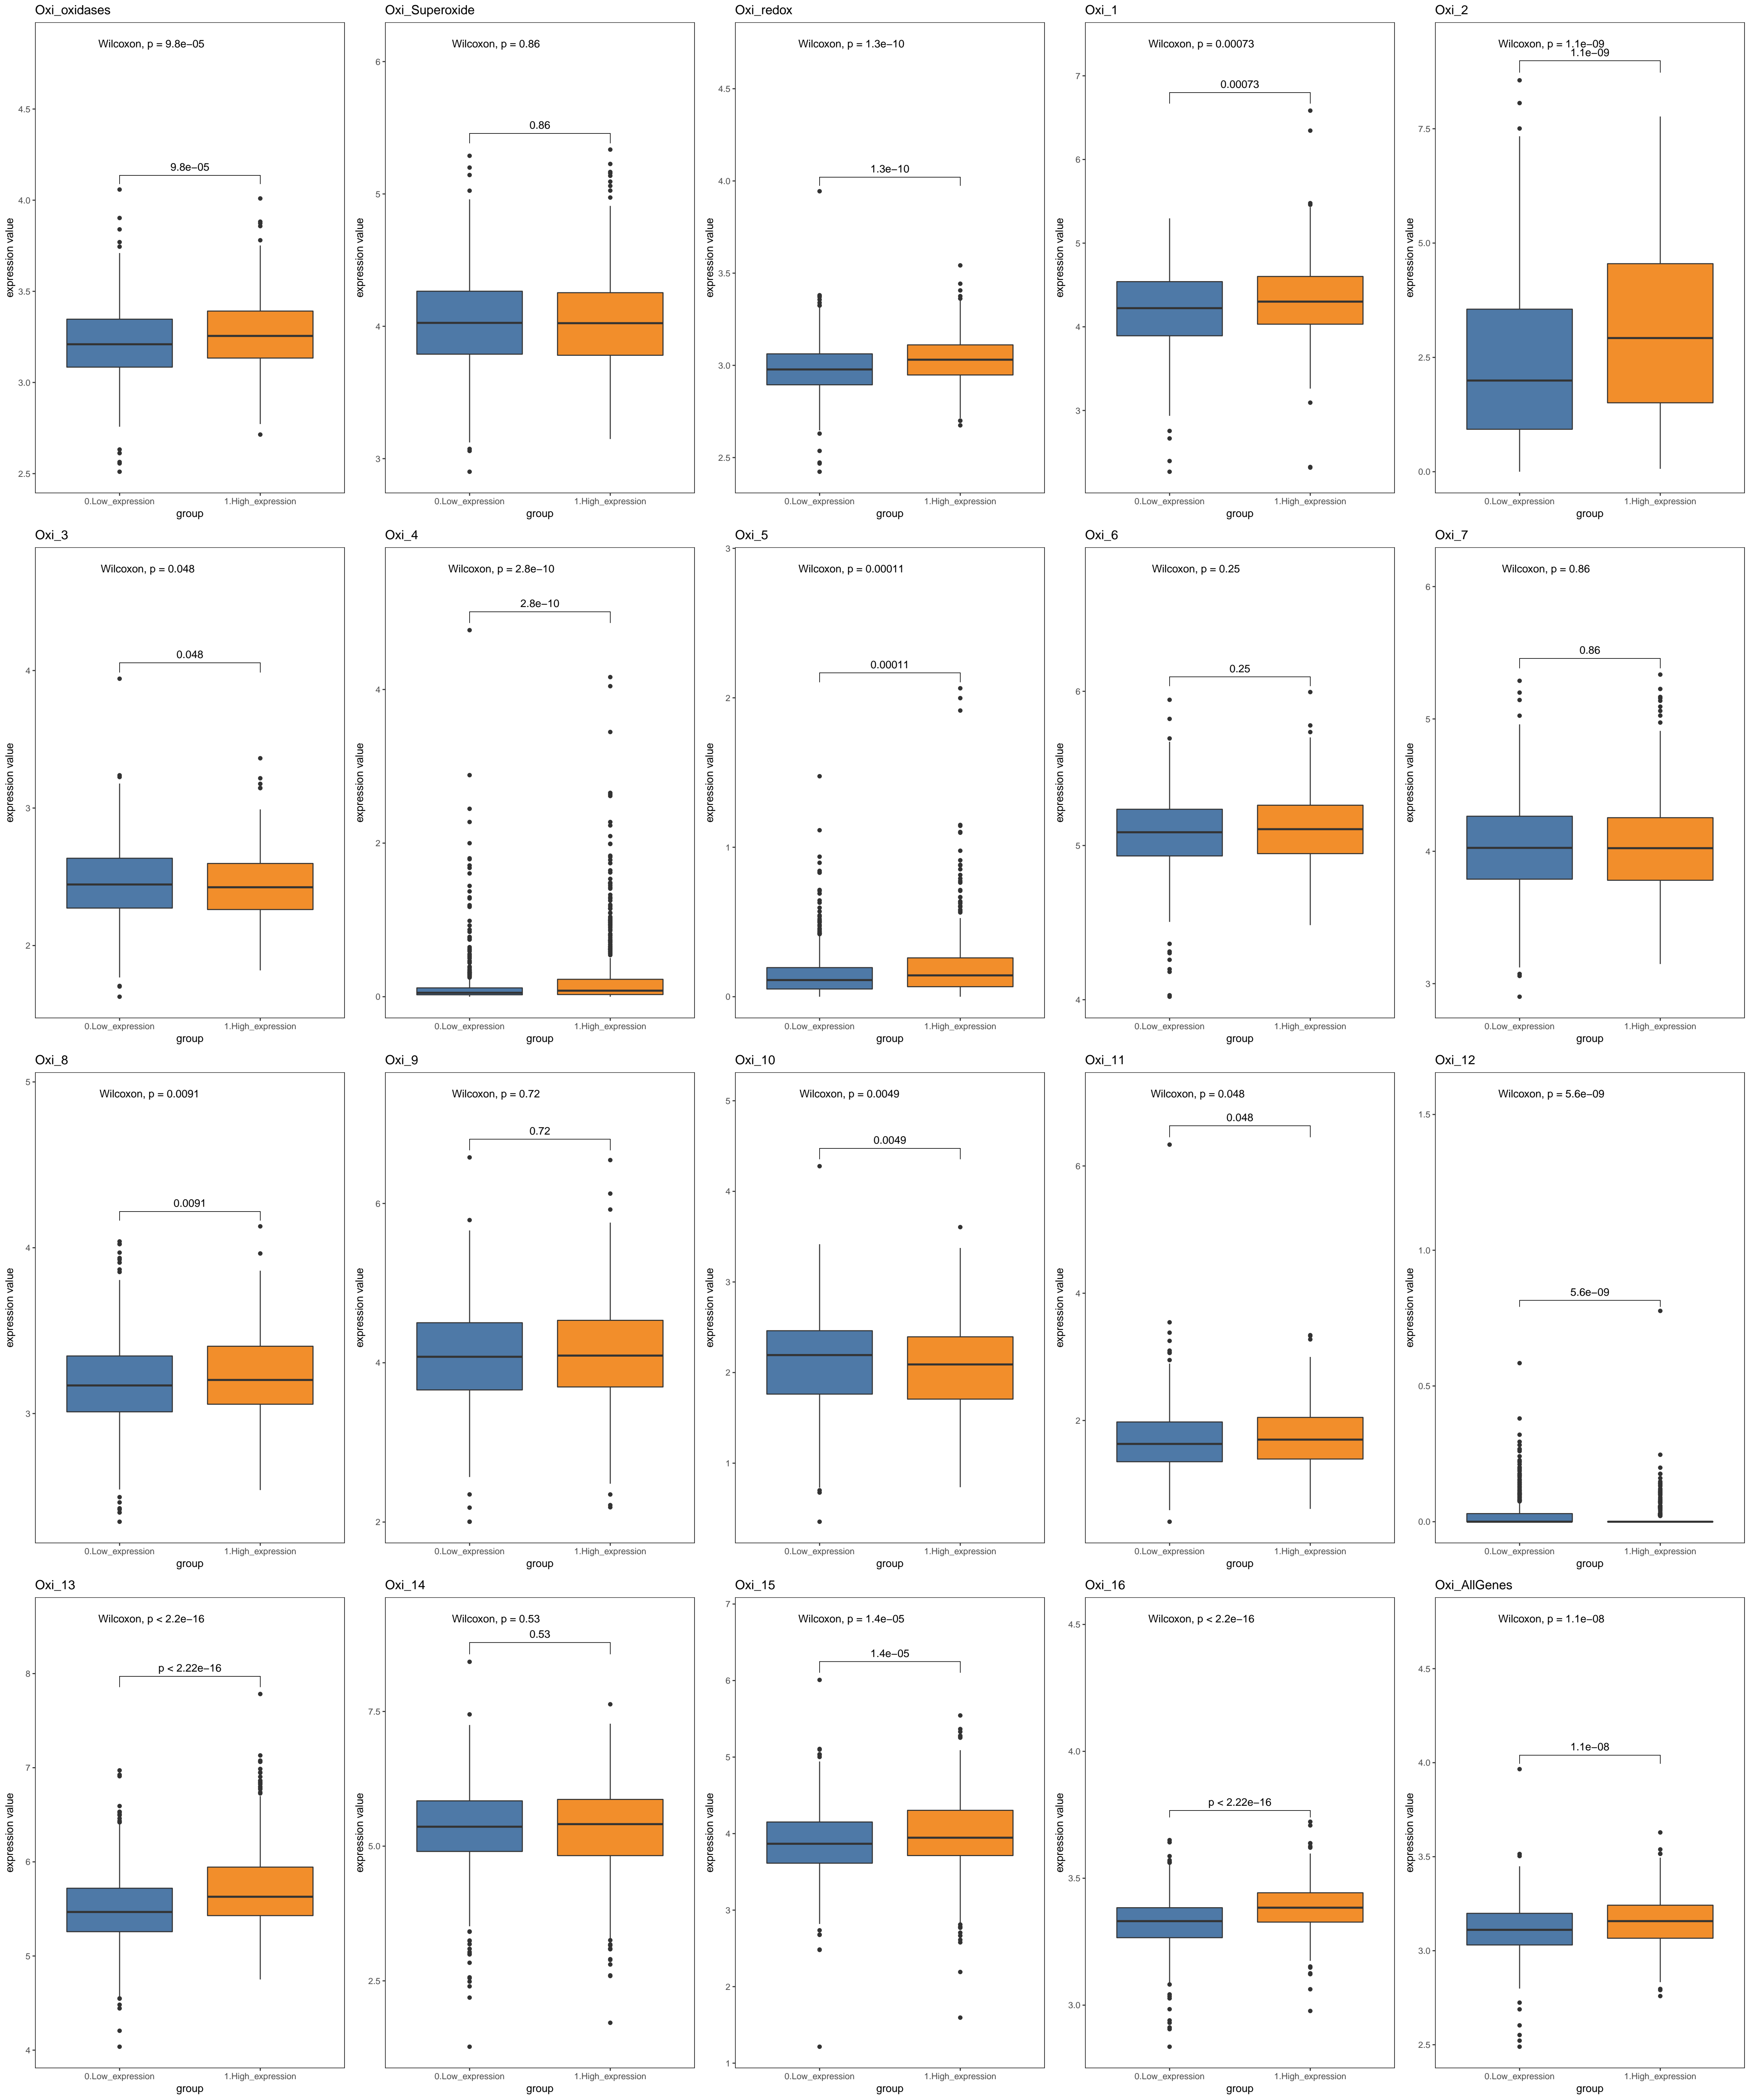 Oxi_oxidases
Wilcoxon, p = 9.8e−05
9.8e−05
4.5
4.0
3.5
3.0
2.5
expression value
0.Low_expression 1.High_expression
group
Oxi_Superoxide
Wilcoxon, p = 0.86
0.86
6
5
4
3
expression value
0.Low_expression 1.High_expression
group
Oxi_redox
Wilcoxon, p = 1.3e−10
1.3e−10
4.5
4.0
3.5
3.0
2.5
expression value
0.Low_expression 1.High_expression
group
Oxi_1
Wilcoxon, p = 0.00073
0.00073
7
6
5
4
3
expression value
0.Low_expression 1.High_expression
group
Oxi_2
Wilcoxon, p = 1.1e−09
1.1e−09
7.5
5.0
2.5
0.0
expression value
0.Low_expression 1.High_expression
group
Oxi_3
Wilcoxon, p = 0.048
0.048
4
3
2
expression value
0.Low_expression 1.High_expression
group
Oxi_4
Wilcoxon, p = 2.8e−10
2.8e−10
4
2
0
expression value
0.Low_expression 1.High_expression
group
Oxi_5
Wilcoxon, p = 0.00011
0.00011
3
2
1
0
expression value
0.Low_expression 1.High_expression
group
Oxi_6
Wilcoxon, p = 0.25
0.25
6
5
4
expression value
0.Low_expression 1.High_expression
group
Oxi_7
Wilcoxon, p = 0.86
0.86
6
5
4
3
expression value
0.Low_expression 1.High_expression
group
Oxi_8
Wilcoxon, p = 0.0091
0.0091
5
4
3
expression value
0.Low_expression 1.High_expression
group
Oxi_9
Wilcoxon, p = 0.72
0.72
6
4
2
expression value
0.Low_expression 1.High_expression
group
Oxi_10
Wilcoxon, p = 0.0049
0.0049
5
4
3
2
1
expression value
0.Low_expression 1.High_expression
group
Oxi_11
Wilcoxon, p = 0.048
0.048
6
4
2
expression value
0.Low_expression 1.High_expression
group
Oxi_12
Wilcoxon, p = 5.6e−09
5.6e−09
1.5
1.0
0.5
0.0
expression value
0.Low_expression 1.High_expression
group
Oxi_13
Wilcoxon, p < 2.2e−16
p < 2.22e−16
8
7
6
5
4
expression value
0.Low_expression 1.High_expression
group
Oxi_14
Wilcoxon, p = 0.53
0.53
7.5
5.0
2.5
expression value
0.Low_expression 1.High_expression
group
Oxi_15
Wilcoxon, p = 1.4e−05
1.4e−05
7
6
5
4
3
2
1
expression value
0.Low_expression 1.High_expression
group
Oxi_16
Wilcoxon, p < 2.2e−16
p < 2.22e−16
4.5
4.0
3.5
3.0
expression value
0.Low_expression 1.High_expression
group
Oxi_AllGenes
Wilcoxon, p = 1.1e−08
1.1e−08
4.5
4.0
3.5
3.0
2.5
expression value
0.Low_expression 1.High_expression
group